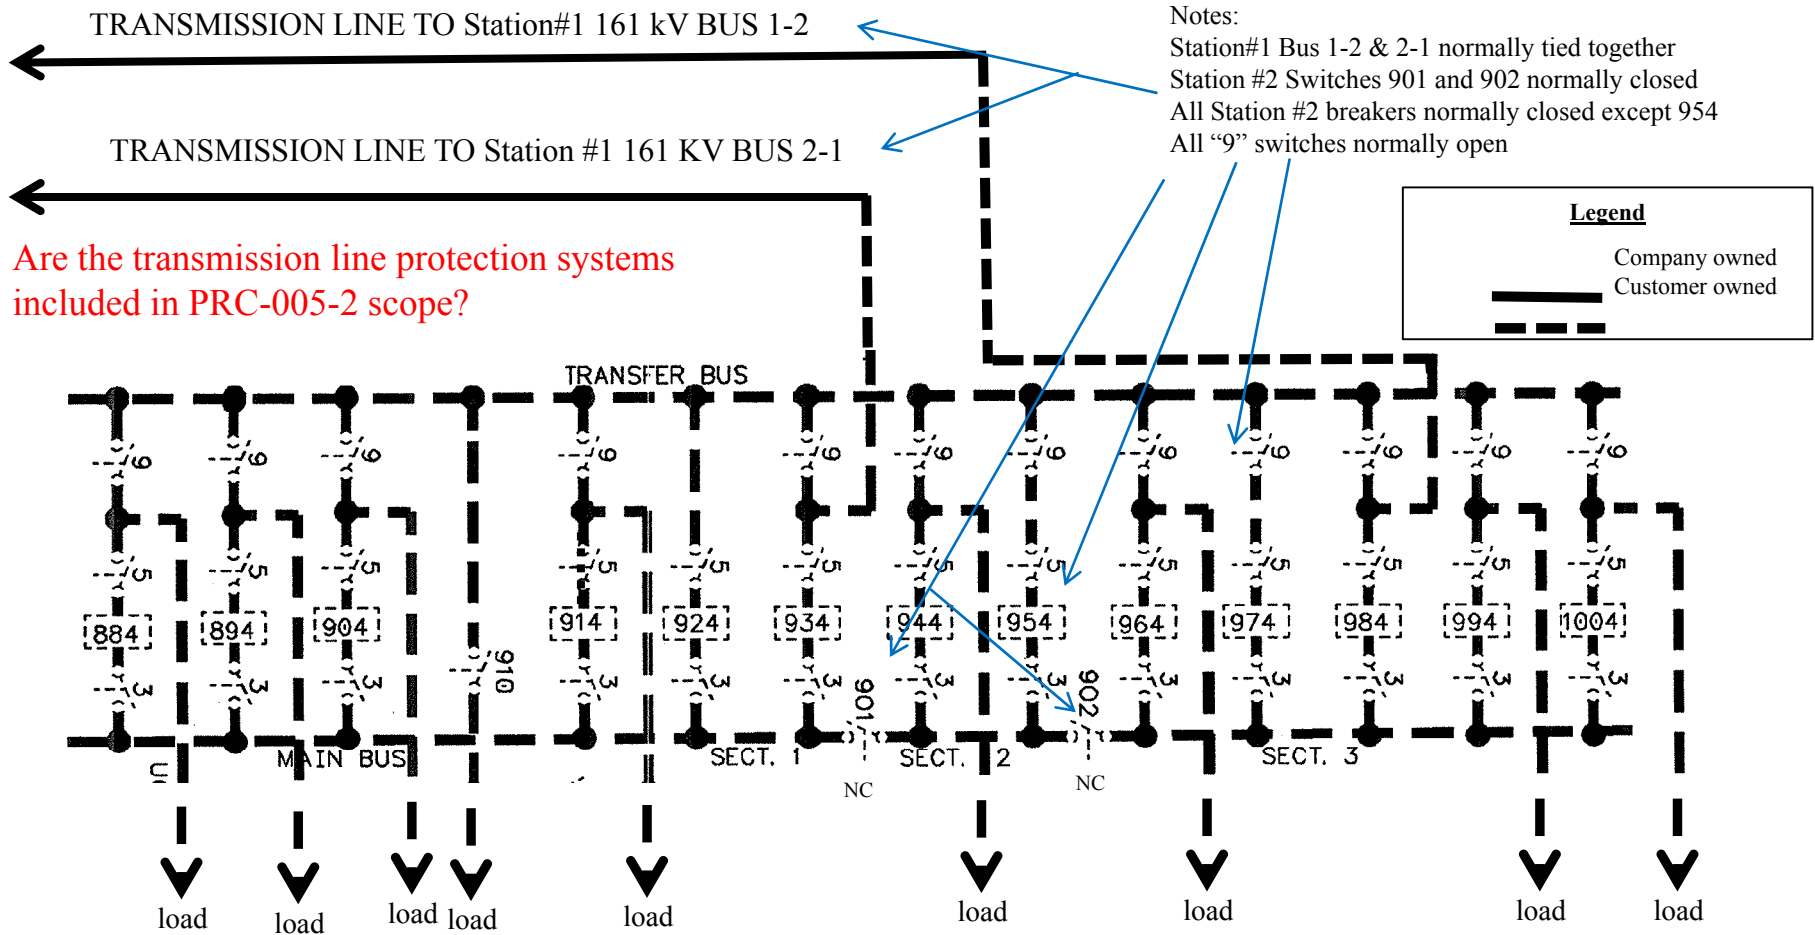 TRANSMISSION LINE TO Station#1 161 kV BUS 1-2
Notes:
Station#1 Bus 1-2 & 2-1 normally tied together
Station #2 Switches 901 and 902 normally closed
All Station #2 breakers normally closed except 954
All “9” switches normally open
TRANSMISSION LINE TO Station #1 161 KV BUS 2-1
Legend
Company owned
Customer owned
Are the transmission line protection systems
included in PRC-005-2 scope?
TRANSFER BUS
9 9 9 9 9 9 9 9 9 9 9 9
5 5 5 5 5 5 5 5 5 5 5 5 5
884 894 904 914 924 934 944 954 964 974 984 994 1004
3 3 3 910 3 3 3 3 3 3 3 3 3 3
901 902
MAIN BUS SECT. 1 SECT. 2 SECT. 3
NC NC
load load load load load load load load load